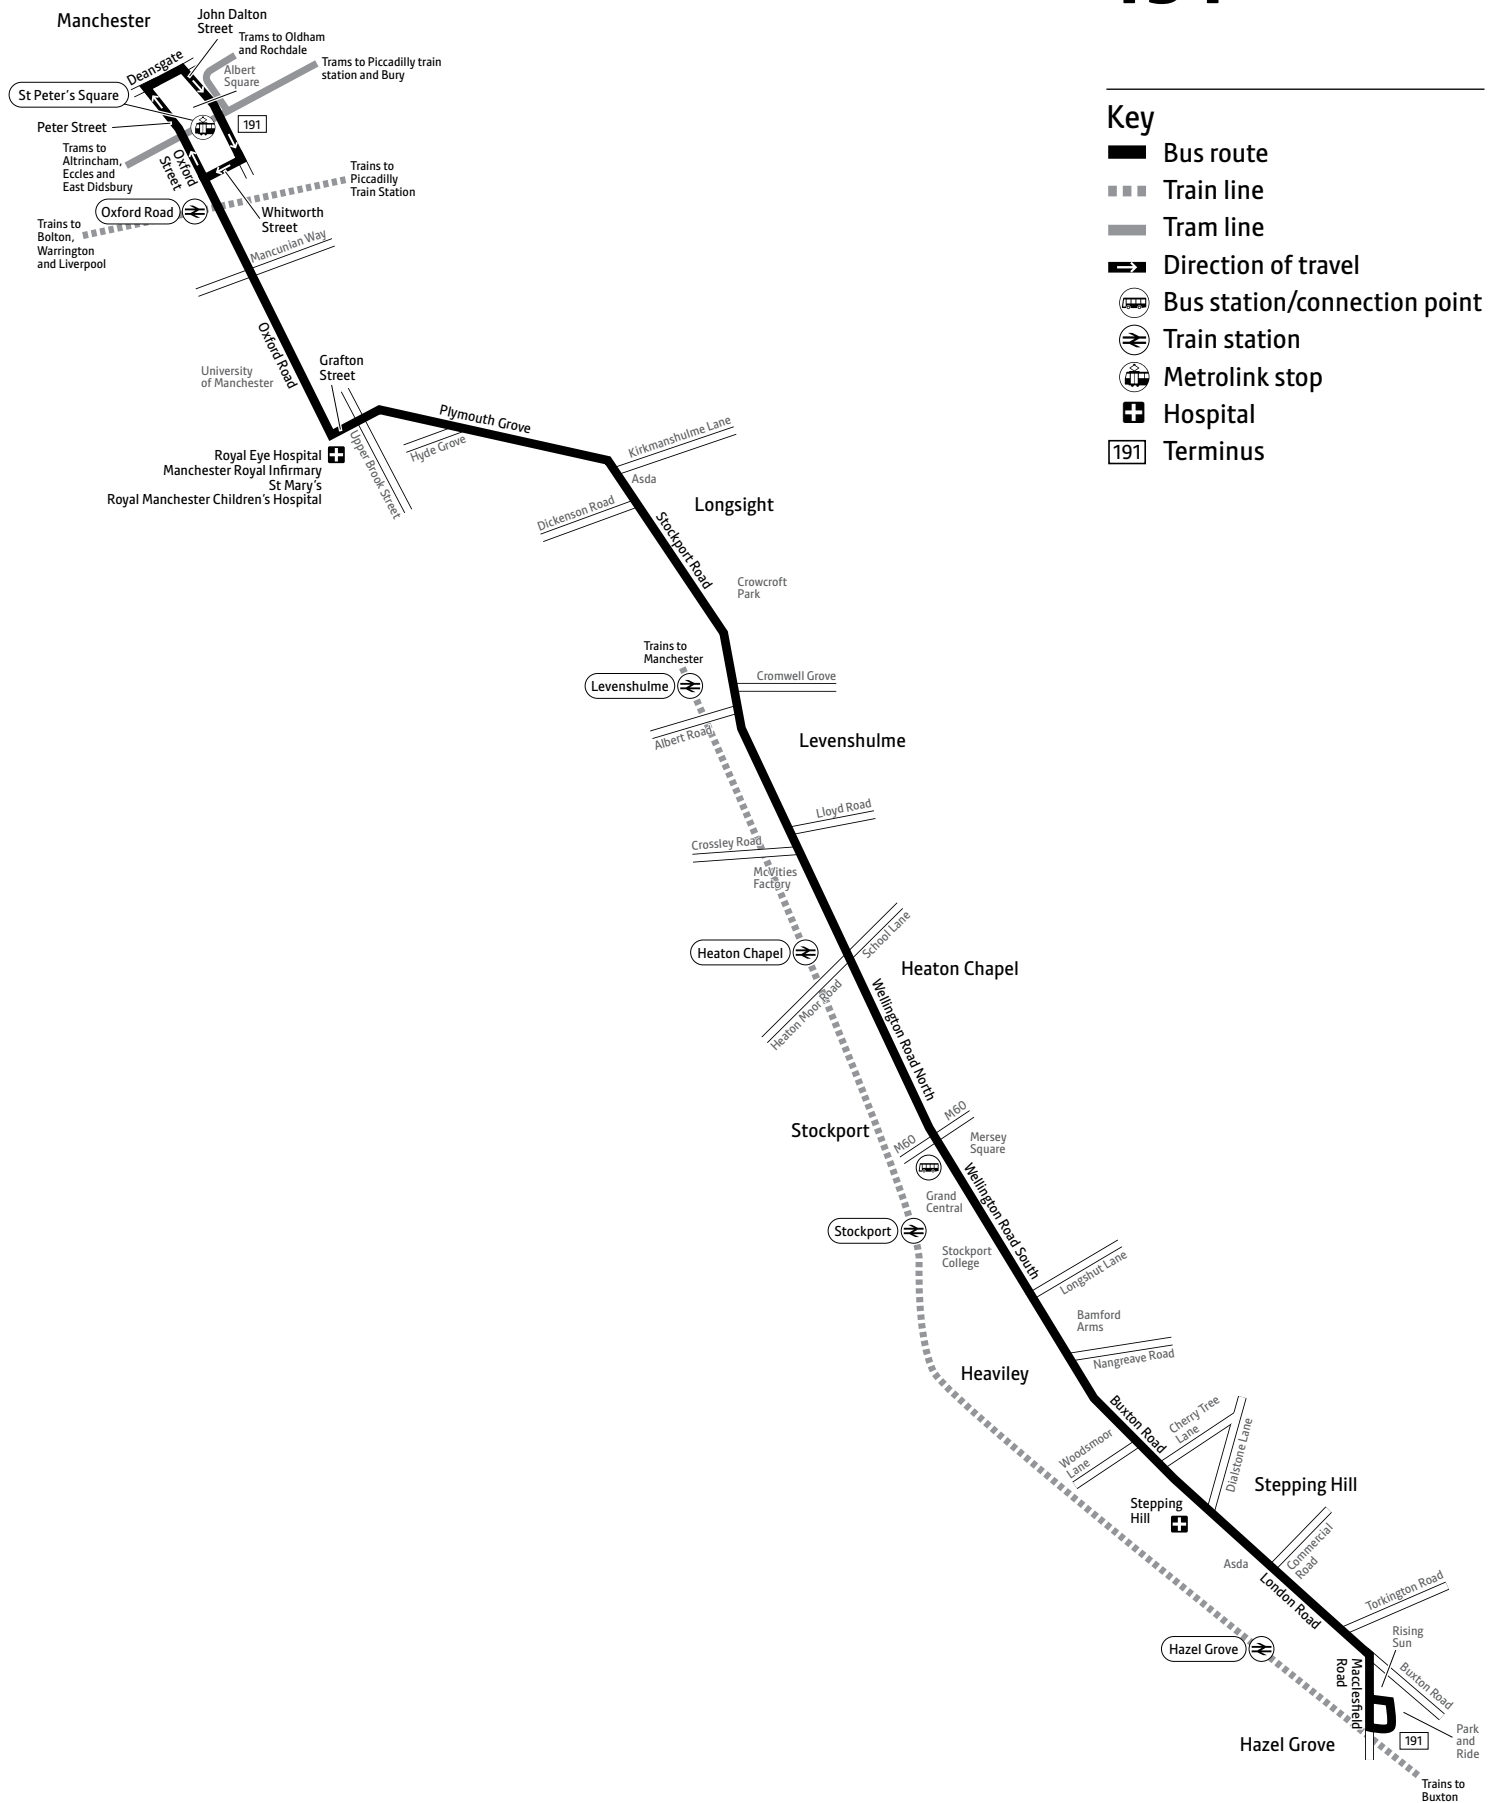 Manchester
John Dalton
Street
Trams to Oldham
and Rochdale
Deansgate
Albert
Square
Trams to Piccadilly train
station and Bury
St Peter's Square
Peter Street
191
Trams to
Altrincham,
Eccles and
East Didsbury
Oxford
Street
Trains to
Piccadilly
Train Station
Oxford Road
Whitworth
Street
Trains to
Bolton,
Warrington
and Liverpool
Mancunian Way
Key
Bus route
Train line
Tram line
Direction of travel
Bus station/connection point
Train station
Metrolink stop
Hospital
191 Terminus
Oxford Road
University
of Manchester
Grafton
Street
Plymouth Grove
Hyde Grove
Upper Brook Street
Royal Eye Hospital
Manchester Royal Infirmary
St Mary's
Royal Manchester Children's Hospital
Kirkmanshulme Lane
Asda
Longsight
Dickenson Road
Stockport Road
Crowcroft
Park
Trains to
Manchester
Levenshulme
Cromwell Grove
Albert Road
Levenshulme
Lloyd Road
Crossley Road
McVities
Factory
School Lane
Heaton Chapel
Heaton Chapel
Heaton Moor Road
Wellington Road North
Stockport
M60
M60
Mersey
Square
Wellington Road South
Grand
Central
Stockport
Stockport
College
Longshut Lane
Bamford
Arms
Nangreave Road
Heaviley
Buxton Road
Cherry Tree
Lane
Woodsmoor
Lane
Dialstone Lane
Stepping Hill
Stepping
Hill
Asda
Commercial
Road
London Road
Torkington Road
Hazel Grove
Rising
Sun
Macclesfield
Road
Buxton Road
Park
and
Ride
191
Hazel Grove
Trains to
Buxton